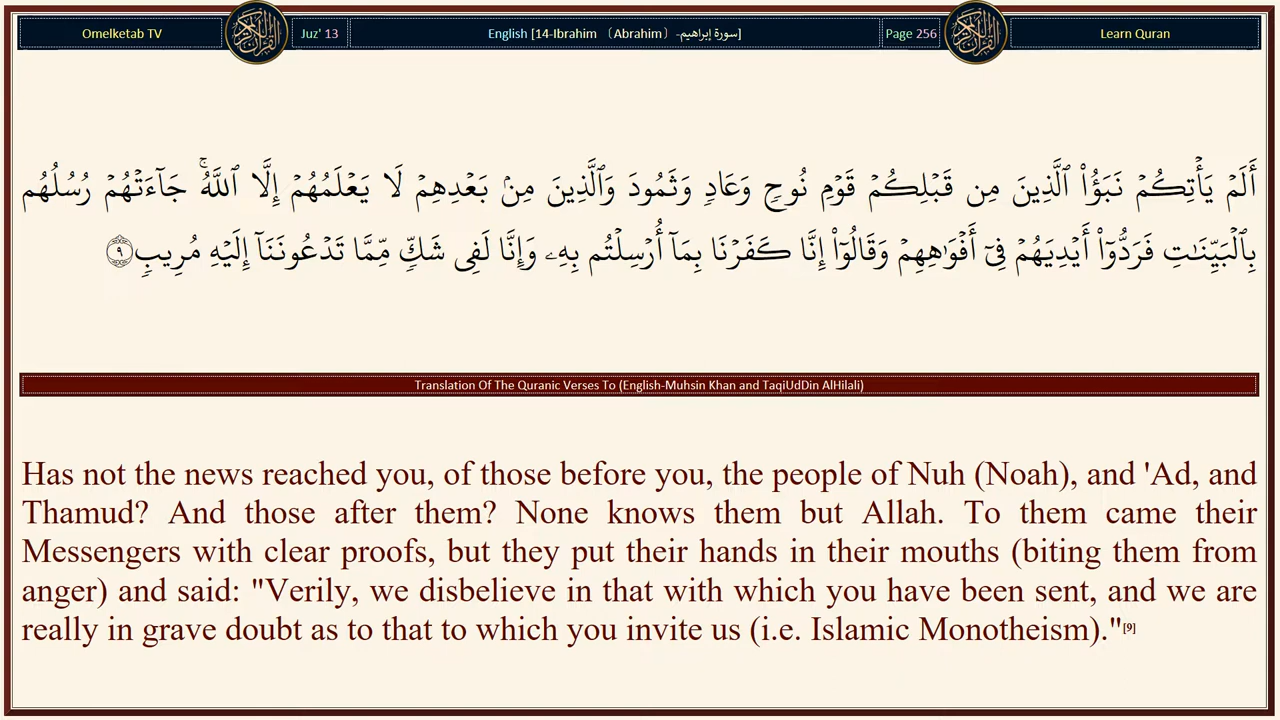 Omelketab TV
Juz' 13
English [14-Ibrahim （Abrahim） -سورة إبراهيم]
Page 256
Learn Quran
أَلَمۡ يَأۡتِكُمۡ نَبَؤُاْ ٱلَّذِينَ مِن قَبۡلِكُمۡ قَوۡمِ نُوحٖ وَعَادٖ وَثَمُودَ وَٱلَّذِينَ مِنۢ بَعۡدِهِمۡ لَا يَعۡلَمُهُمۡ إِلَّا ٱللَّهُۚ جَآءَتۡهُمۡ رُسُلُهُم
بِٱلۡبَيِّنَٰتِ فَرَدُّوٓاْ أَيۡدِيَهُمۡ فِيٓ أَفۡوَٰهِهِمۡ وَقَالُوٓاْ إِنَّا كَفَرۡنَا بِمَآ أُرۡسِلۡتُم بِهِۦ وَإِنَّا لَفِي شَكّٖ مِّمَّا تَدۡعُونَنَآ إِلَيۡهِ مُرِيبٖ ٩
Translation Of The Quranic Verses To (English-Muhsin Khan and TaqiUdDin AlHilali)
Has not the news reached you, of those before you, the people of Nuh (Noah), and 'Ad, and
Thamud? And those after them? None knows them but Allah. To them came their
Messengers with clear proofs, but they put their hands in their mouths (biting them from
anger) and said: "Verily, we disbelieve in that with which you have been sent, and we are
really in grave doubt as to that to which you invite us (i.e. Islamic Monotheism)."[9]